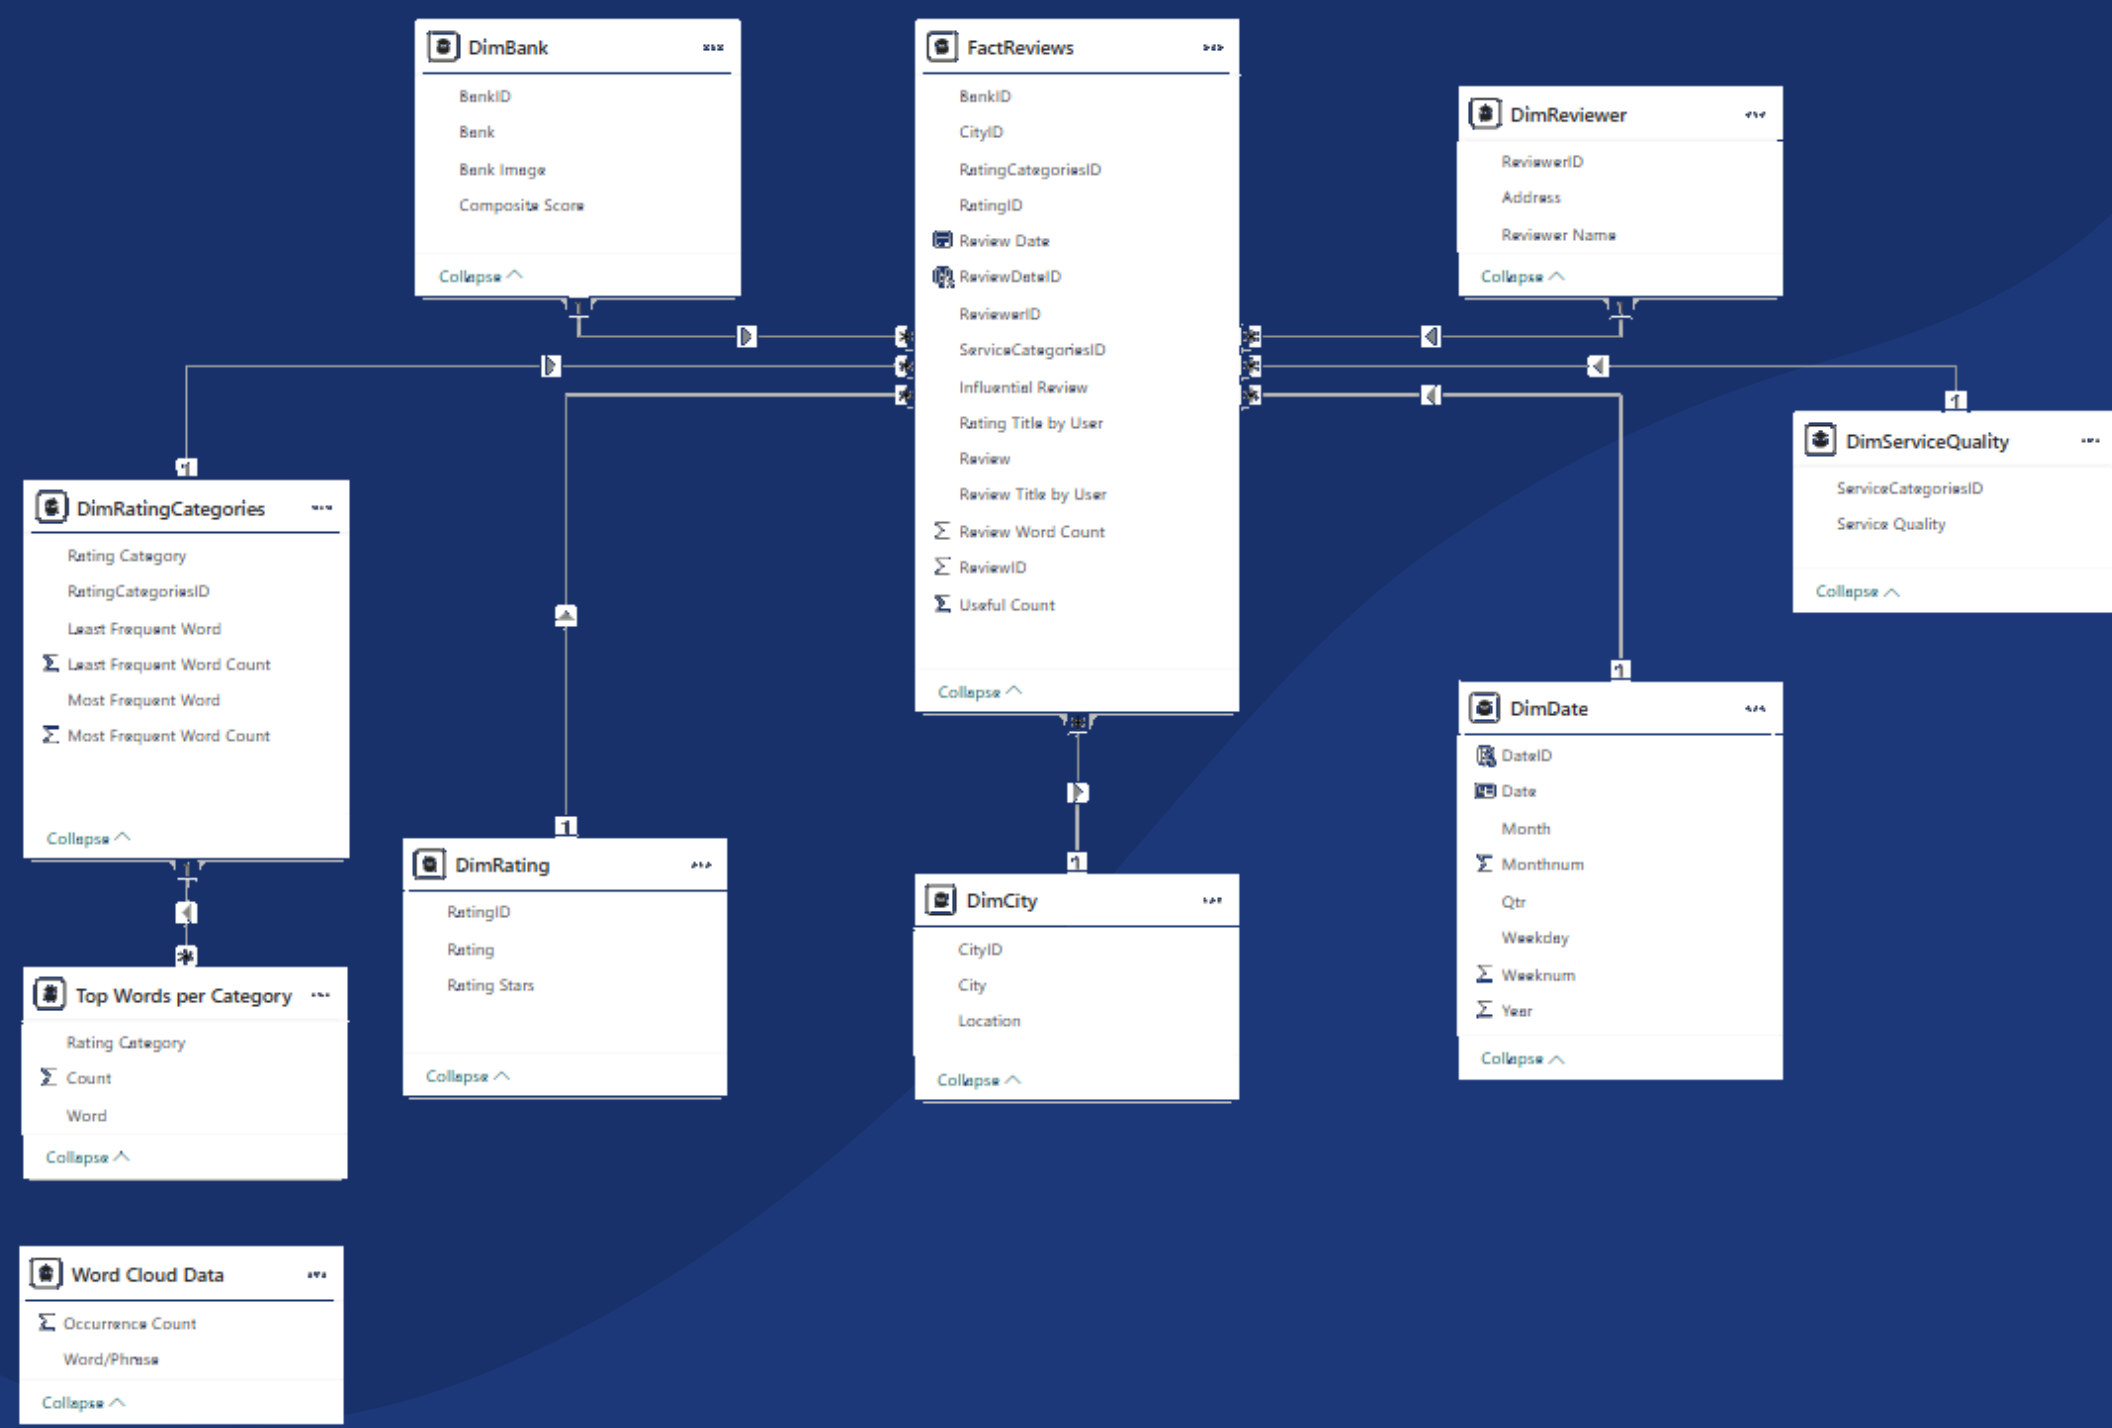 DimBank
BankID
Bank
Bank Image
Composite Score
Collapse
FactReviews
BankID
CityID
RatingCategoriesID
RatingID
Review Date
ReviewDateID
ReviewerID
ServiceCategoriesID
Influential Review
Rating Title by User
Review
Review Title by User
Σ Review Word Count
Σ ReviewID
Σ Useful Count
Collapse
DimReviewer
ReviewerID
Address
Reviewer Name
Collapse
1
DimServiceQuality
ServiceCategoriesID
Service Quality
Collapse
1
DimRatingCategories
Rating Category
RatingCategoriesID
Least Frequent Word
Σ Least Frequent Word Count
Most Frequent Word
Σ Most Frequent Word Count
Collapse
1
DimRating
RatingID
Rating
Rating Stars
Collapse
1
DimCity
CityID
City
Location
Collapse
1
DimDate
DateID
Date
Month
Σ Monthnum
Qtr
Weekday
Σ Weeknum
Σ Year
Collapse
Top Words per Category
Rating Category
Σ Count
Word
Collapse
Word Cloud Data
Σ Occurrence Count
Word/Phrase
Collapse